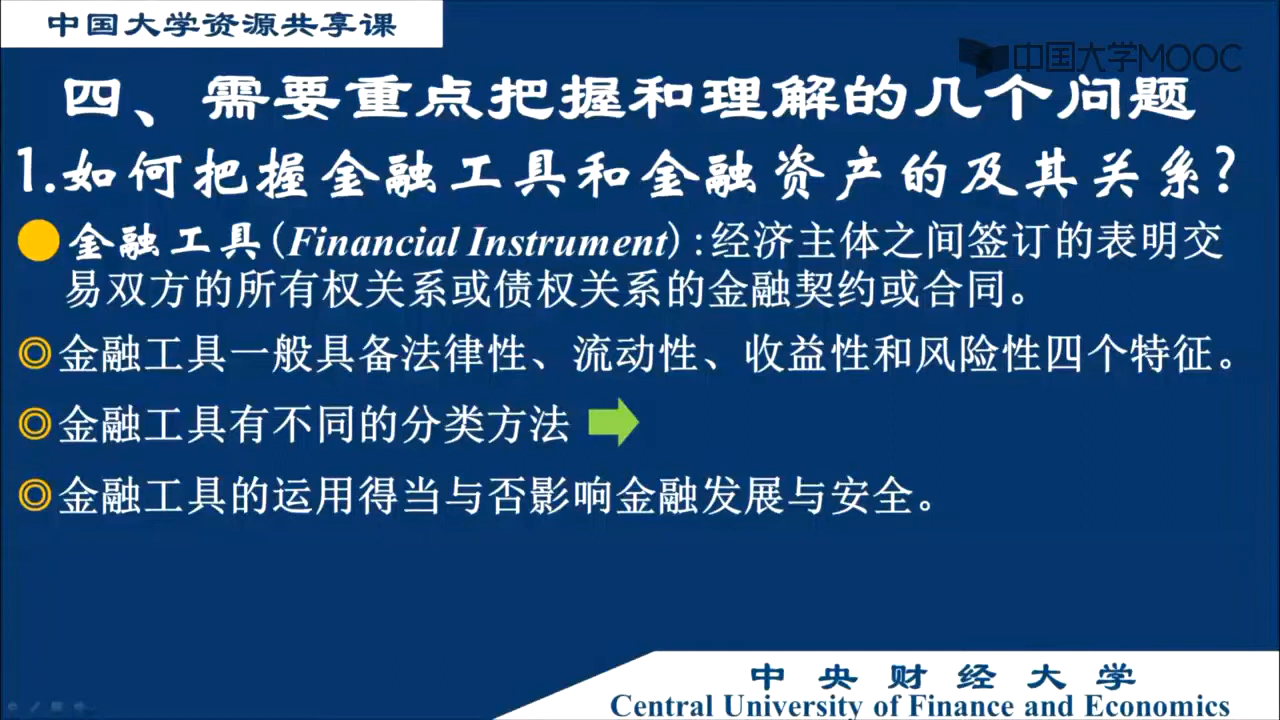 中国大学资源共享课
中国大学MOOC
四、需要重点把握和理解的几个问题
1.如何把握金融工具和金融资产的及其关系?
金融工具(Financial Instrument):经济主体之间签订的表明交
易双方的所有权关系或债权关系的金融契约或合同。
金融工具一般具备法律性、流动性、收益性和风险性四个特征。
金融工具有不同的分类方法
金融工具的运用得当与否影响金融发展与安全。
中央财经大学
Central University of Finance and Economics